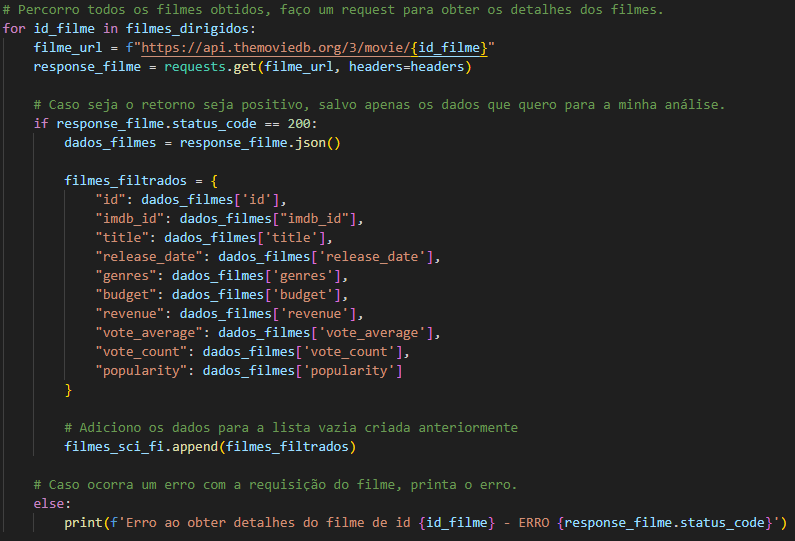 # Percorro todos os filmes obtidos, faço um request para obter os detalhes dos filmes.
for id_filme in filmes_dirigidos:
    filme_url = f"https://api.themoviedb.org/3/movie/{id_filme}"
    response_filme = requests.get(filme_url, headers=headers)

    # Caso seja o retorno seja positivo, salvo apenas os dados que quero para a minha análise.
    if response_filme.status_code == 200:
        dados_filmes = response_filme.json()

        filmes_filtrados = {
            "id": dados_filmes['id'],
            "imdb_id": dados_filmes["imdb_id"],
            "title": dados_filmes['title'],
            "release_date": dados_filmes['release_date'],
            "genres": dados_filmes['genres'],
            "budget": dados_filmes['budget'],
            "revenue": dados_filmes['revenue'],
            "vote_average": dados_filmes['vote_average'],
            "vote_count": dados_filmes['vote_count'],
            "popularity": dados_filmes['popularity']
        }

        # Adiciono os dados para a lista vazia criada anteriormente
        filmes_sci_fi.append(filmes_filtrados)

    # Caso ocorra um erro com a requisição do filme, printa o erro.
    else:
        print(f'Erro ao obter detalhes do filme de id {id_filme} - ERRO {response_filme.status_code}')